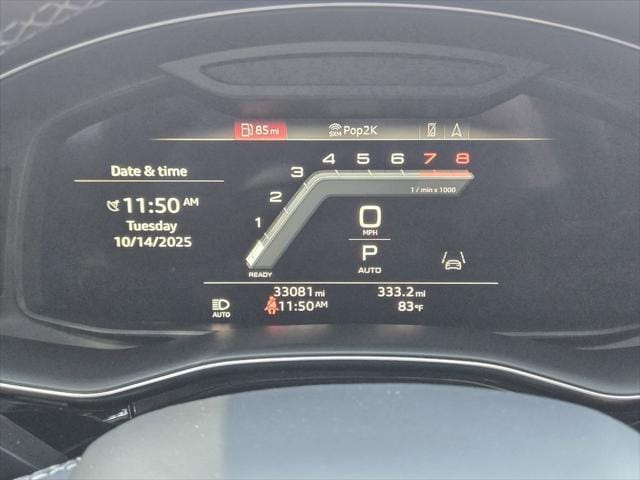 85 mi
SXM Pop2K
Date & time
11:50 AM
Tuesday
10/14/2025
1 2 3 4 5 6 7 8
1 / min x 1000
0
MPH
P
AUTO
READY
33081 mi 333.2 mi
AUTO 11:50 AM 83 °F